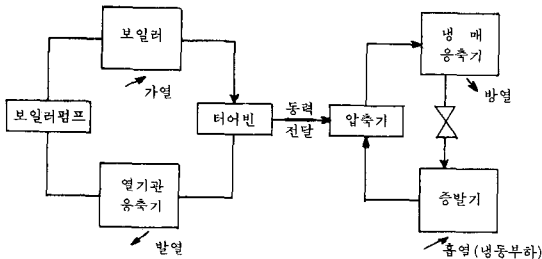 보일러
가열
보일러펌프
터어빈
열기관
응축기
발열
동력
전달
압축기
냉 매
응축기
방열
증발기
흡열(냉동부하)